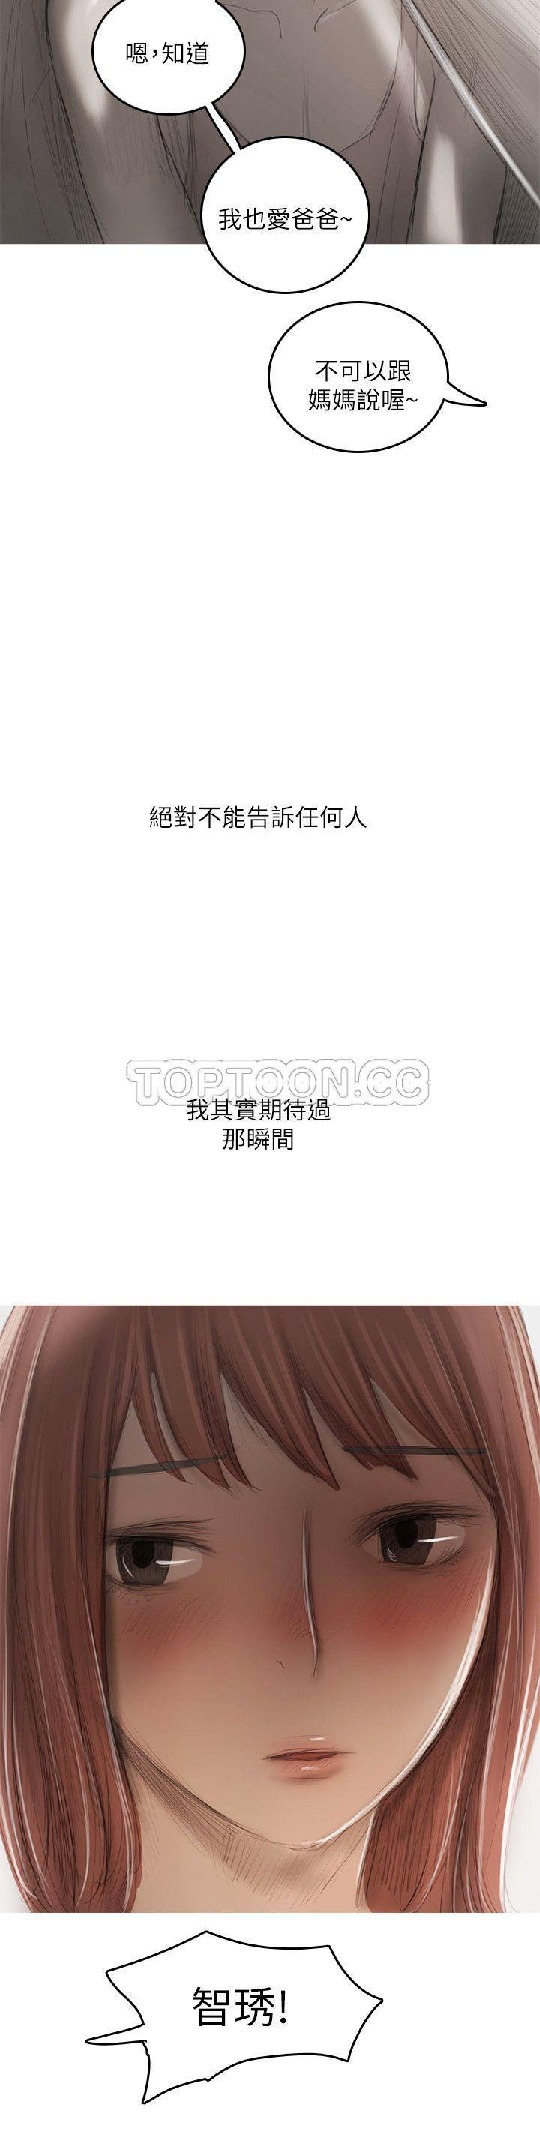 嗯，知道
我也愛爸爸~
不可以跟
媽媽說喔~
絕對不能告訴任何人
TOPTOON.CC
我其實期待過
那瞬間
智琇!